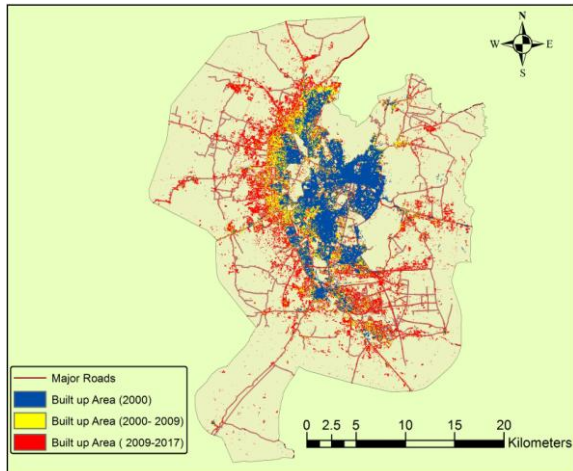 N
W E
S
Major Roads
Built up Area (2000)
Built up Area (2000- 2009)
Built up Area ( 2009-2017)
0 2.5 5 10 15 20
Kilometers